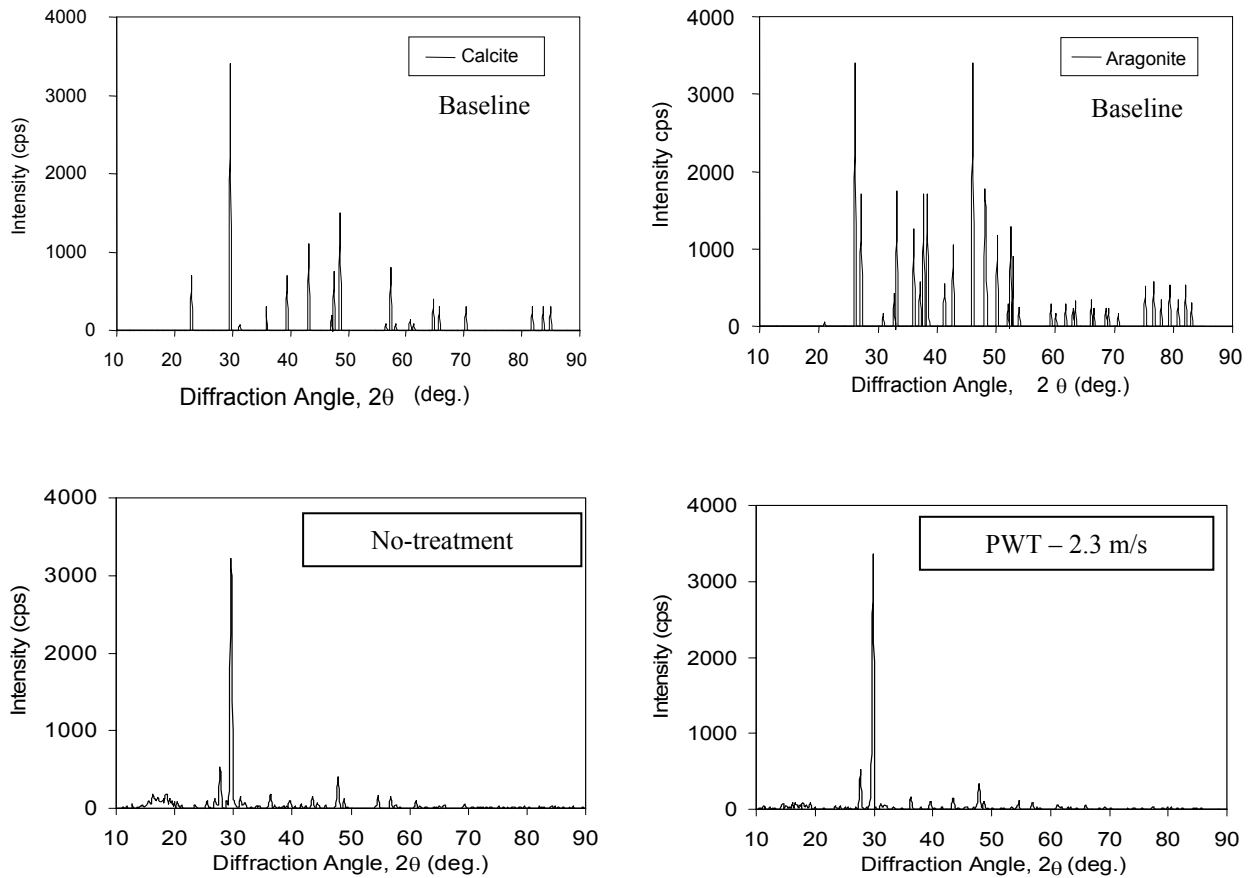 4000
3000
2000
1000
0
Intensity (cps)
Calcite
Baseline
10 20 30 40 50 60 70 80 90
Diffraction Angle, 2θ (deg.)
4000
3000
2000
1000
0
Intensity cps)
Aragonite
Baseline
10 20 30 40 50 60 70 80 90
Diffraction Angle, 2 θ (deg.)
4000
3000
2000
1000
0
Intensity (cps)
No-treatment
10 20 30 40 50 60 70 80 90
Diffraction Angle, 2θ (deg.)
4000
3000
2000
1000
0
Intensity (cps)
PWT – 2.3 m/s
10 20 30 40 50 60 70 80 90
Diffraction Angle, 2θ (deg.)